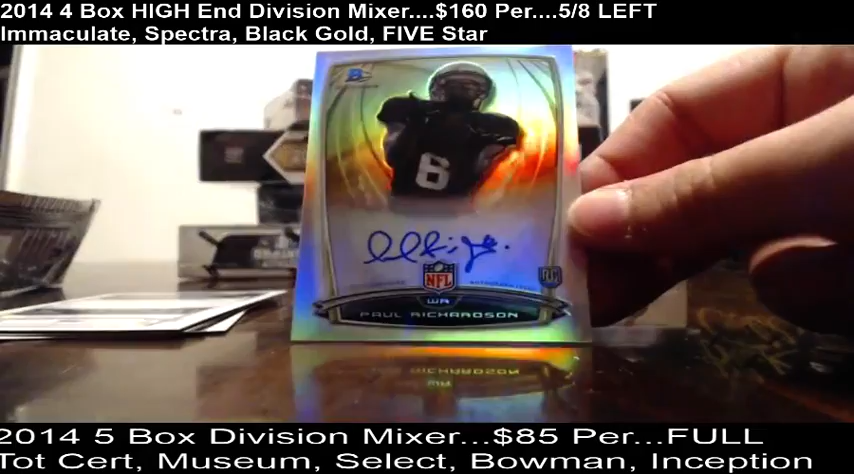 2014 4 Box HIGH End Division Mixer....$160 Per....5/8 LEFT
Immaculate, Spectra, Black Gold, FIVE Star
6
NFL
RC
WR
PAUL RICHARDSON
2014 5 Box Division Mixer...$85 Per...FULL
Tot Cert, Museum, Select, Bowman, Inception